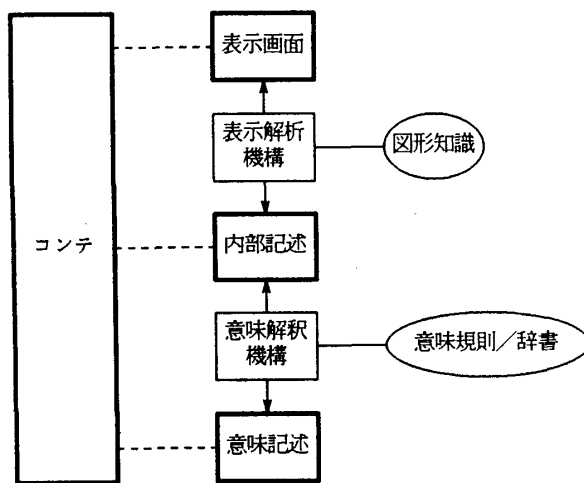 表示画面
表示解析
機構
図形知識
コンテ
内部記述
意味解釈
機構
意味規則／辞書
意味記述